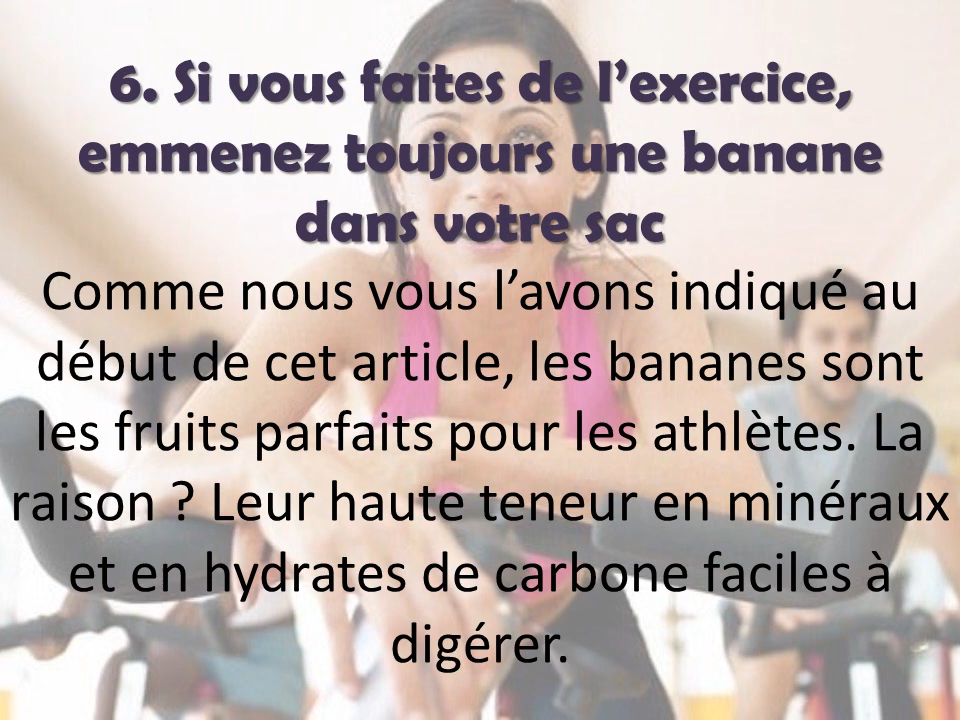 6. Si vous faites de l’exercice,
emmenez toujours une banane
dans votre sac
Comme nous vous l’avons indiqué au
début de cet article, les bananes sont
les fruits parfaits pour les athlètes. La
raison ? Leur haute teneur en minéraux
et en hydrates de carbone faciles à
digérer.